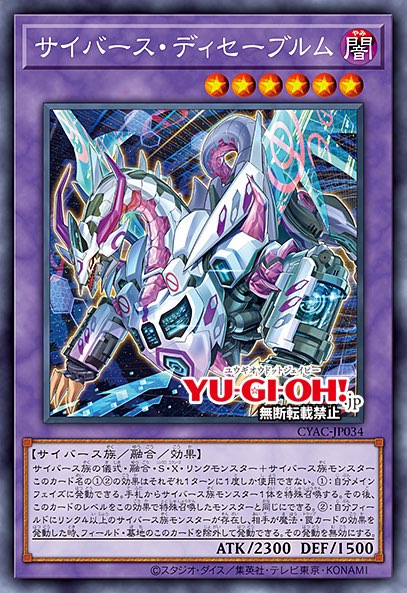 サイバース・ディセーブルム
闇
やみ
ユウギオウドットジェイピー
YU-GI-OH!.jp
無断転載禁止
CYAC-JP034
【サイバース族／融合／効果】
サイバース族の儀式・融合・S・X・リンクモンスター＋サイバース族モンスター
このカード名の①②の効果はそれぞれ1ターンに1度しか使用できない。①：自分メイン
フェイズに発動できる。手札からサイバース族モンスター1体を特殊召喚する。その後、
このカードのレベルをこの効果で特殊召喚したモンスターと同じにできる。②：自分フィー
ルドにリンク4以上のサイバース族モンスターが存在し、相手が魔法・罠カードの効果を
発動した時、フィールド・墓地のこのカードを除外して発動できる。その発動を無効にする。
ATK/2300 DEF/1500
©スタジオ・ダイス／集英社・テレビ東京・KONAMI